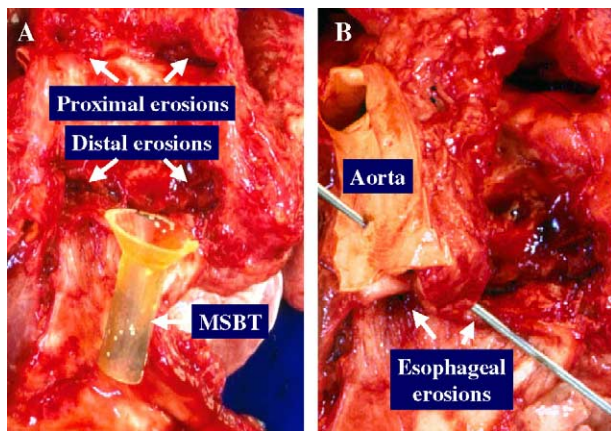 A
Proximal erosions
Distal erosions
MSBT
B
Aorta
Esophageal
erosions